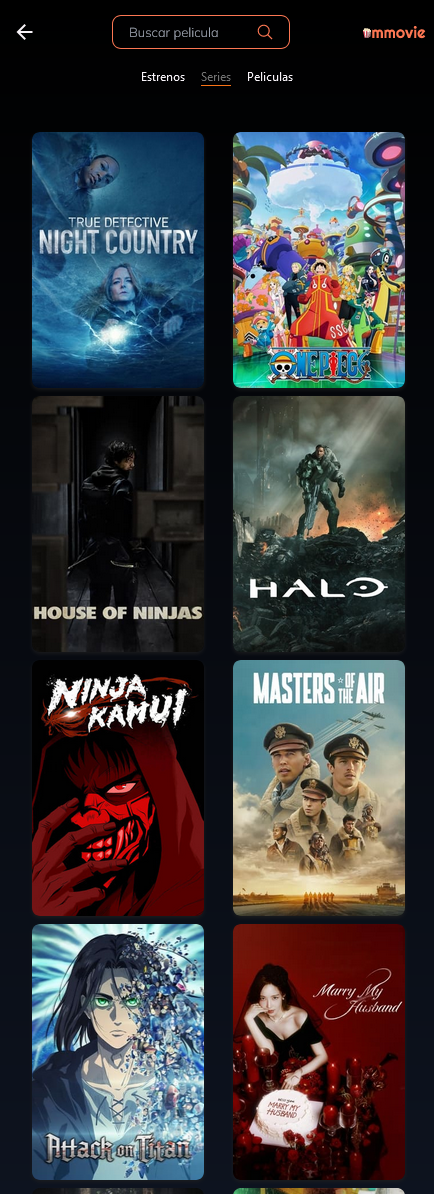 Buscar pelicula
mmovie
Estrenos
Series
Peliculas
TRUE DETECTIVE
NIGHT COUNTRY
ONE PIECE
HOUSE OF NINJAS
HALO
NINJA
KAMUI
MASTERS OF THE AIR
Attack on Titan
Marry My
Husband
MARRY MY
HUSBAND